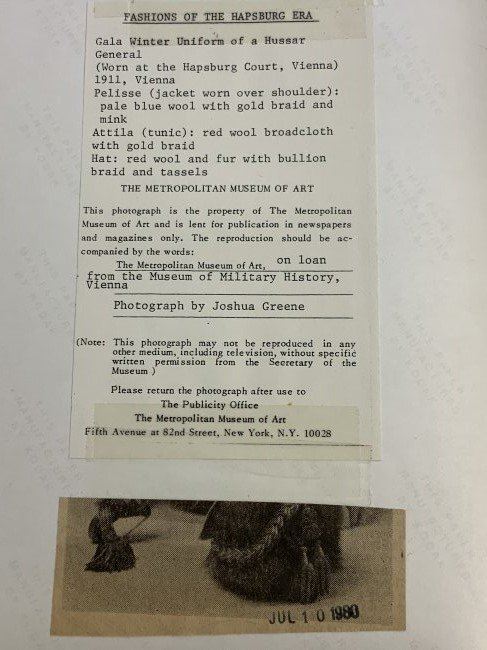 FASHIONS OF THE HAPSBURG ERA
Gala Winter Uniform of a Hussar
General
(Worn at the Hapsburg Court, Vienna)
1911, Vienna
Pelisse (jacket worn over shoulder):
pale blue wool with gold braid and
mink
Attila (tunic): red wool broadcloth
with gold braid
Hat: red wool and fur with bullion
braid and tassels
THE METROPOLITAN MUSEUM OF ART
This photograph is the property of The Metropolitan
Museum of Art and is lent for publication in newspapers
and magazines only. The reproduction should be ac-
companied by the words:
The Metropolitan Museum of Art, on loan
from the Museum of Military History,
Vienna
Photograph by Joshua Greene
(Note: This photograph may not be reproduced in any
other medium, including television, without specific
written permission from the Secretary of the
Museum )
Please return the photograph after use to
The Publicity Office
The Metropolitan Museum of Art
Fifth Avenue at 82nd Street, New York, N.Y. 10028
JUL 10 1980